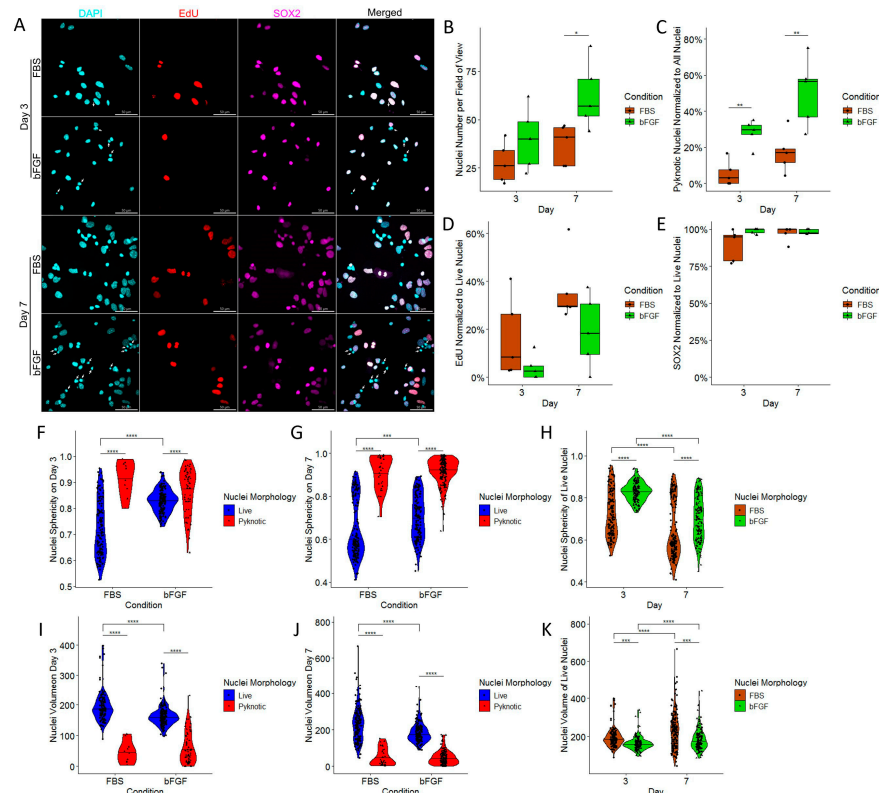 A
DAPI
EdU
SOX2
Merged
Day 3
FBS
bFGF
Day 7
FBS
bFGF
B
Nuclei Number per Field of View
75
50
25
*
3
7
Day
Condition
FBS
bFGF
C
Pyknotic Nuclei Normalized to All Nuclei
80%
60%
40%
20%
0%
**
**
3
7
Day
Condition
FBS
bFGF
D
EdU Normalized to Live Nuclei
60%
40%
20%
0%
3
7
Day
Condition
FBS
bFGF
E
SOX2 Normalized to Live Nuclei
100%
75%
50%
25%
0%
3
7
Day
Condition
FBS
bFGF
F
Nuclei Sphericity on Day 3
1.0
0.9
0.8
0.7
0.6
0.5
****
****
****
FBS
bFGF
Condition
Nuclei Morphology
Live
Pyknotic
G
Nuclei Sphericity on Day 7
1.0
0.8
0.6
0.4
***
****
****
FBS
bFGF
Condition
Nuclei Morphology
Live
Pyknotic
H
Nuclei Sphericity of Live Nuclei
1.0
0.8
0.6
0.4
****
****
****
****
3
7
Day
Nuclei Morphology
FBS
bFGF
I
Nuclei Volumeon Day 3
400
300
200
100
0
****
****
****
FBS
bFGF
Condition
Nuclei Morphology
Live
Pyknotic
J
Nuclei Volumeon Day 7
800
600
400
200
0
****
****
****
FBS
bFGF
Condition
Nuclei Morphology
Live
Pyknotic
K
Nuclei Volume of Live Nuclei
800
600
400
200
****
****
***
***
3
7
Day
Nuclei Morphology
FBS
bFGF